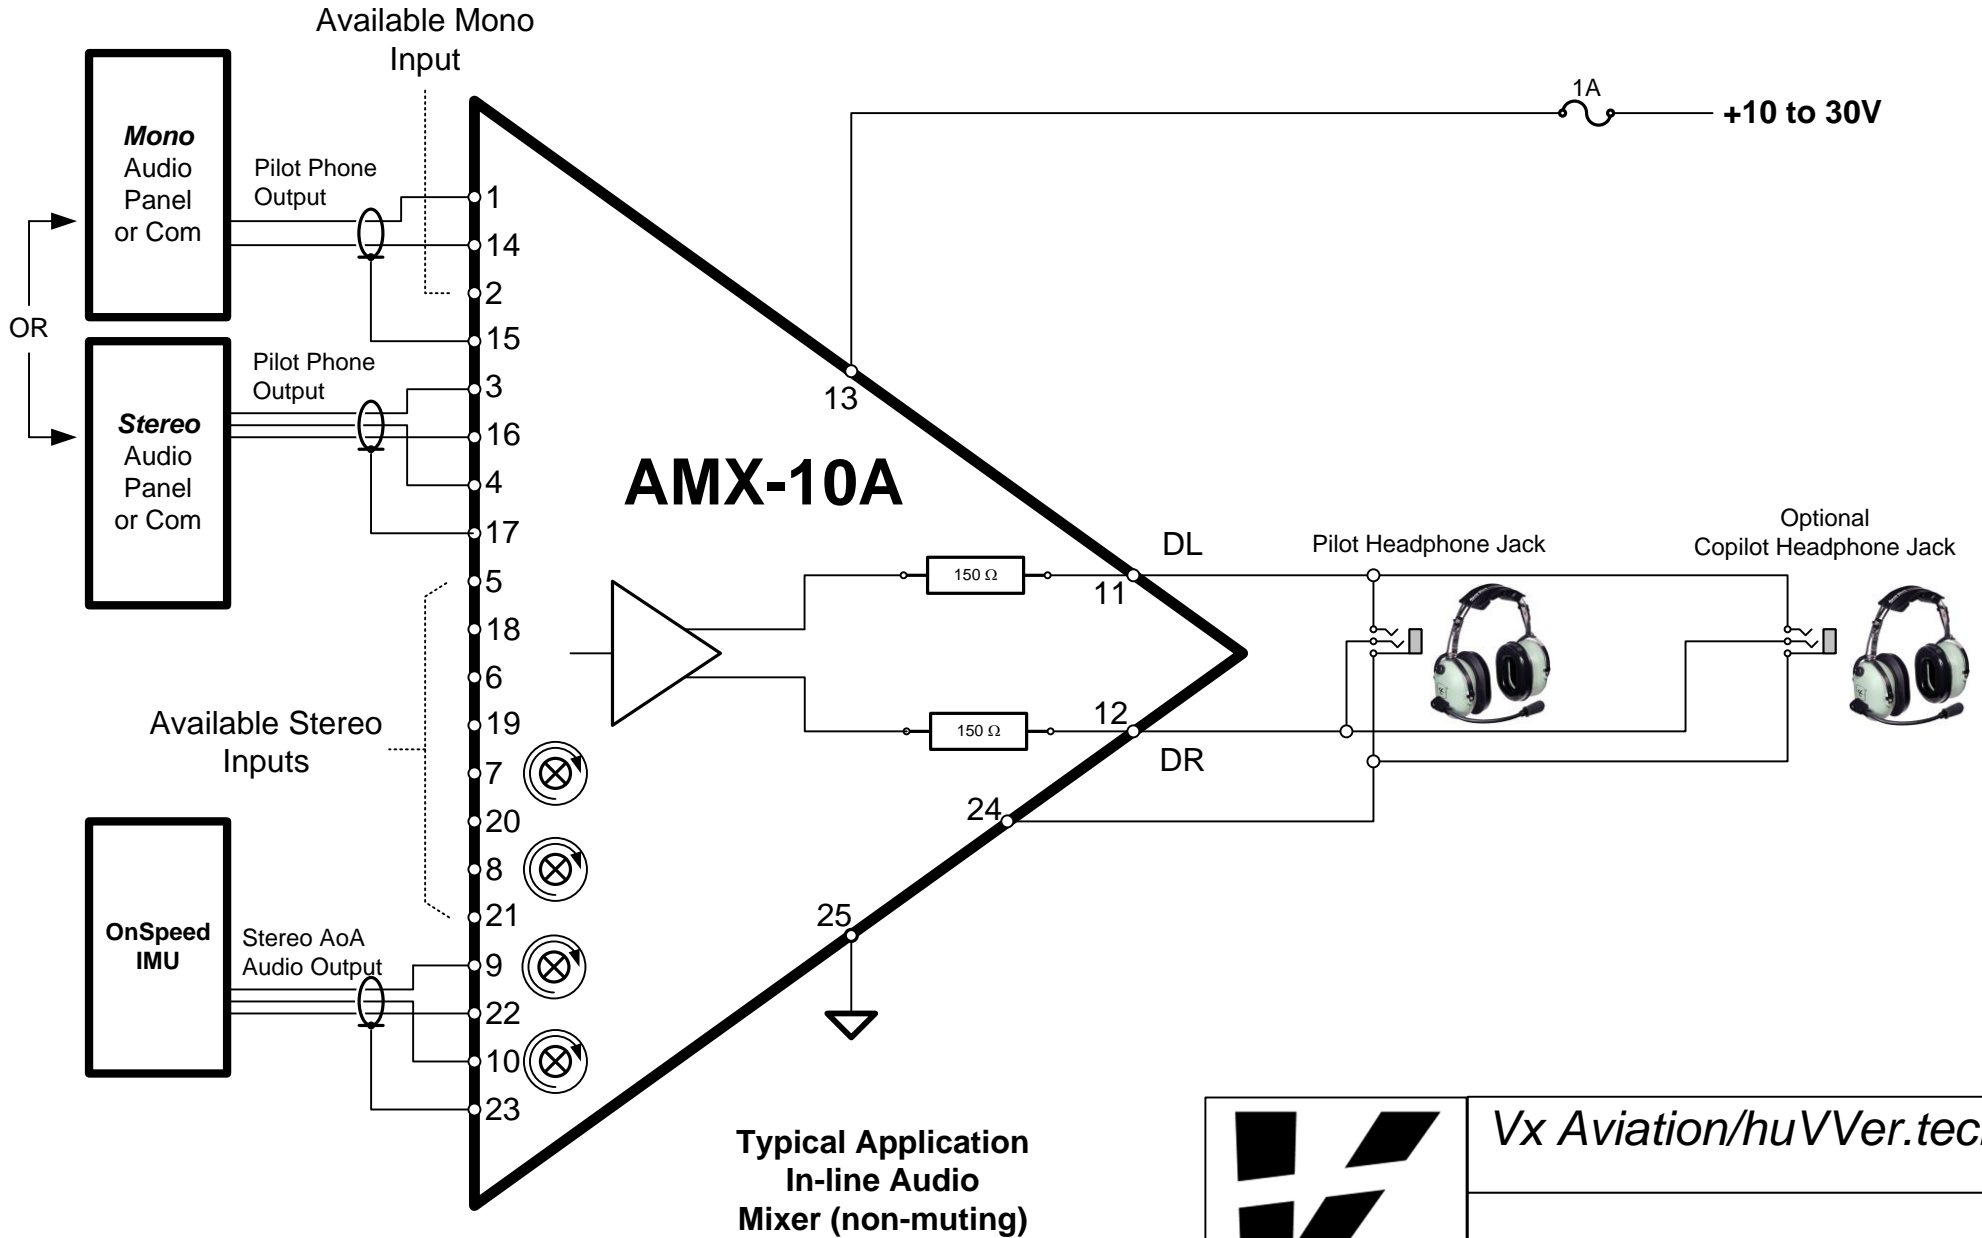 Available Mono
Input
1A
+10 to 30V
Mono
Audio
Panel
or Com
Pilot Phone
Output
1
14
2
15
OR
Pilot Phone
Output
Stereo
Audio
Panel
or Com
3
16
4
17
13
AMX-10A
5
18
6
19
7
20
8
21
Available Stereo
Inputs
150 Ω
150 Ω
DL
11
12
DR
24
25
Pilot Headphone Jack
Optional
Copilot Headphone Jack
OnSpeed
IMU
Stereo AoA
Audio Output
9
22
10
23
Typical Application
In-line Audio
Mixer (non-muting)
Vx Aviation/huVVer.tec